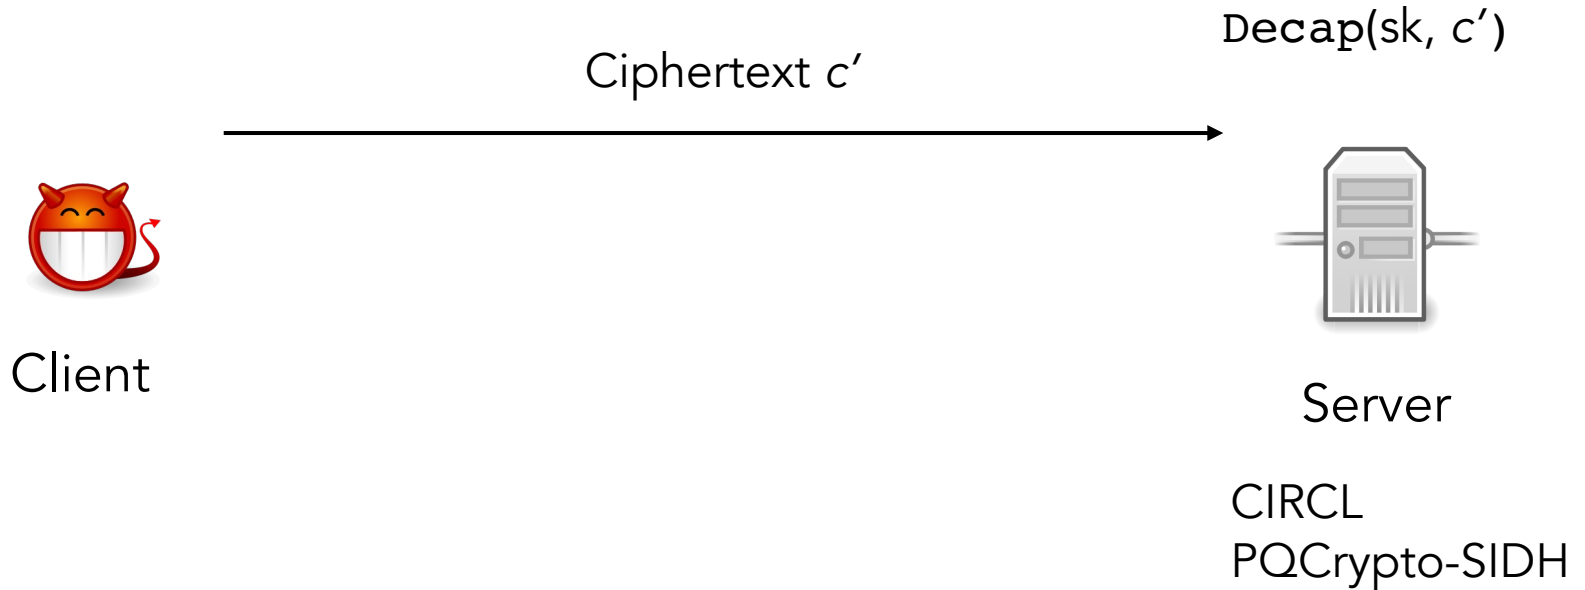 Decap(sk, c′)
Ciphertext c′
Client
Server
CIRCL
PQCrypto-SIDH